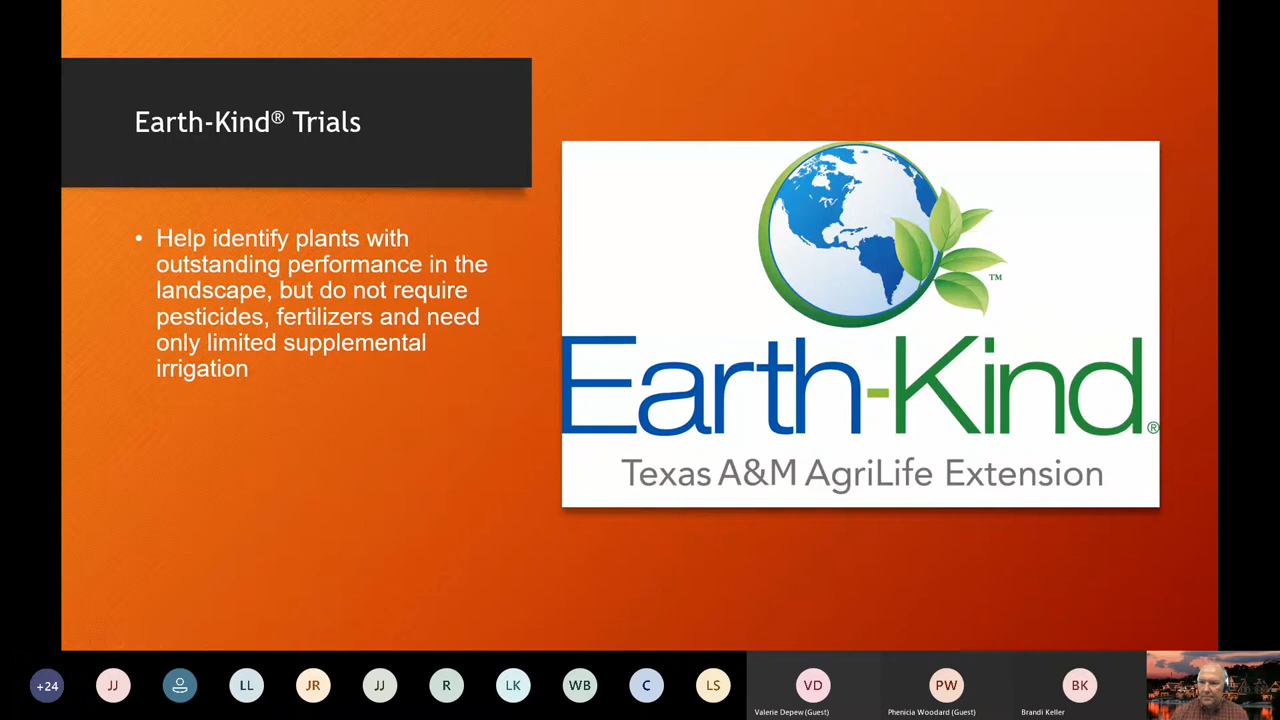 Earth-Kind® Trials
• Help identify plants with
outstanding performance in the
landscape, but do not require
pesticides, fertilizers and need
only limited supplemental
irrigation
™
Earth-Kind®
Texas A&M AgriLife Extension
+24
JJ
LL
JR
JJ
R
LK
WB
C
LS
VD
PW
BK
Valerie Depew (Guest)
Phenicia Woodard (Guest)
Brandi Keller